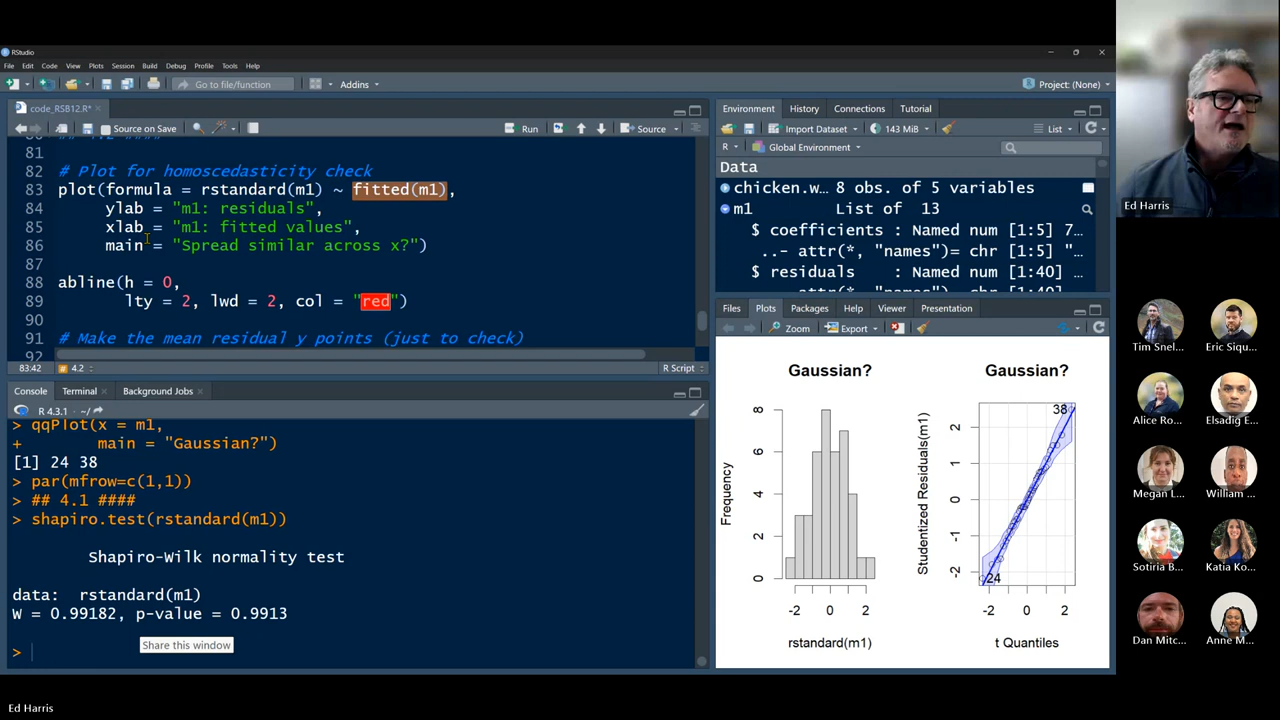 RStudio
File Edit Code View Plots Session Build Debug Profile Tools Help
Go to file/function Addins Project: (None)
code_RSB12.R*
Source on Save Run Source
81
82 # Plot for homoscedasticity check
83 plot(formula = rstandard(m1) ~ fitted(m1),
84 ylab = "m1: residuals",
85 xlab = "m1: fitted values",
86 main = "Spread similar across x?")
87
88 abline(h = 0,
89 lty = 2, lwd = 2, col = "red")
90
91 # Make the mean residual y points (just to check)
92
83:42 4.2 R Script
Console Terminal Background Jobs
R 4.3.1 · ~/
> qqPlot(x = m1,
+ main = "Gaussian?")
[1] 24 38
> par(mfrow=c(1,1))
> ## 4.1 ####
> shapiro.test(rstandard(m1))
Shapiro-Wilk normality test
data: rstandard(m1)
W = 0.99182, p-value = 0.9913
Share this window
>
Environment History Connections Tutorial
Import Dataset 143 MiB List
R Global Environment
Data
chicken.w… 8 obs. of 5 variables
m1 List of 13
$ coefficients : Named num [1:5] 7…
..- attr(*, "names")= chr [1:5] "…
$ residuals : Named num [1:40] …
Files Plots Packages Help Viewer Presentation
Zoom Export
Gaussian?
Frequency
8
6
4
2
0
-2 0 2
rstandard(m1)
Gaussian?
Studentized Residuals(m1)
2
1
0
-1
-2
38
24
-2 0 2
t Quantiles
Ed Harris
Tim Snel... Eric Siqu...
Alice Ro... Elsadig E...
Megan L... William ...
Sotiria B... Katia Ko...
Dan Mitc... Anne M...
Ed Harris